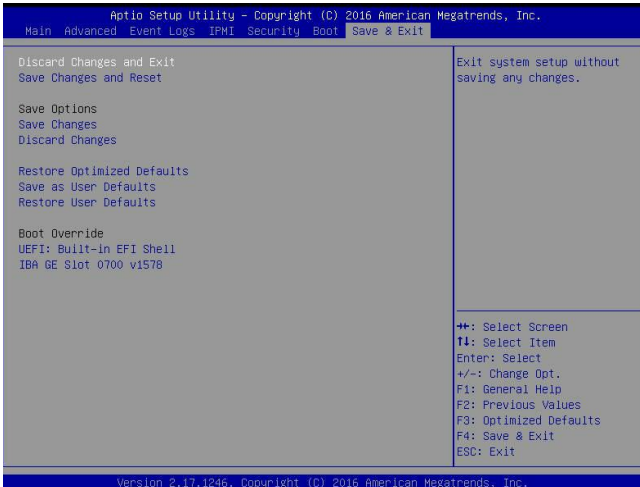 Aptio Setup Utility – Copyright (C) 2016 American Megatrends, Inc.
Main Advanced Event Logs IPMI Security Boot Save & Exit
Discard Changes and Exit
Save Changes and Reset
Save Options
Save Changes
Discard Changes
Restore Optimized Defaults
Save as User Defaults
Restore User Defaults
Boot Override
UEFI: Built-in EFI Shell
IBA GE Slot 0700 v1578
Exit system setup without
saving any changes.
→←: Select Screen
↑↓: Select Item
Enter: Select
+/-: Change Opt.
F1: General Help
F2: Previous Values
F3: Optimized Defaults
F4: Save & Exit
ESC: Exit
Version 2.17.1246. Copyright (C) 2016 American Megatrends, Inc.